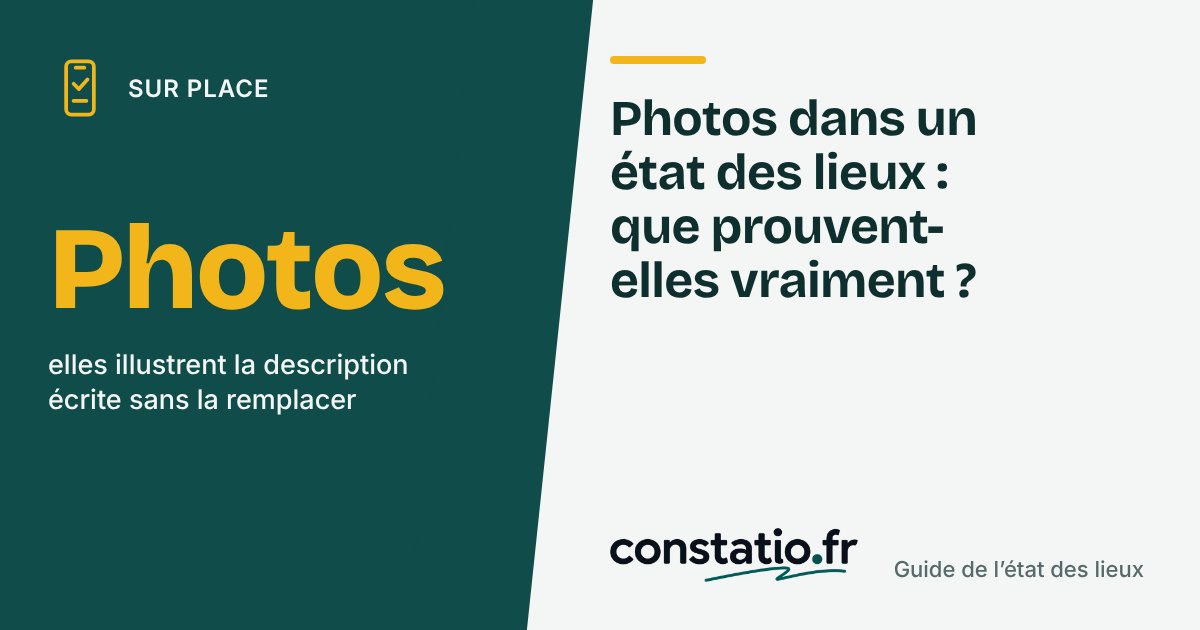 SUR PLACE
Photos
elles illustrent la description
écrite sans la remplacer
Photos dans un
état des lieux :
que prouvent-
elles vraiment ?
constatio.fr
Guide de l’état des lieux